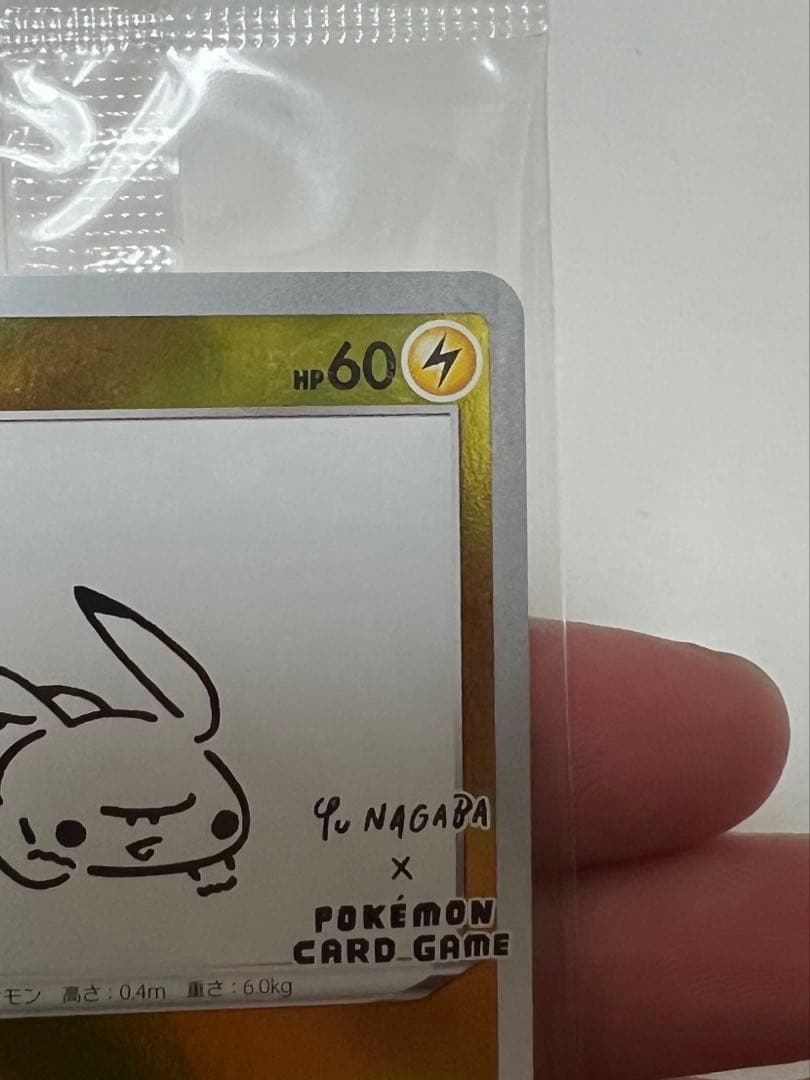 HP60
Yu NAGABA
X
POKÉMON
CARD GAME
モン 高さ:0.4m 重さ:6.0kg